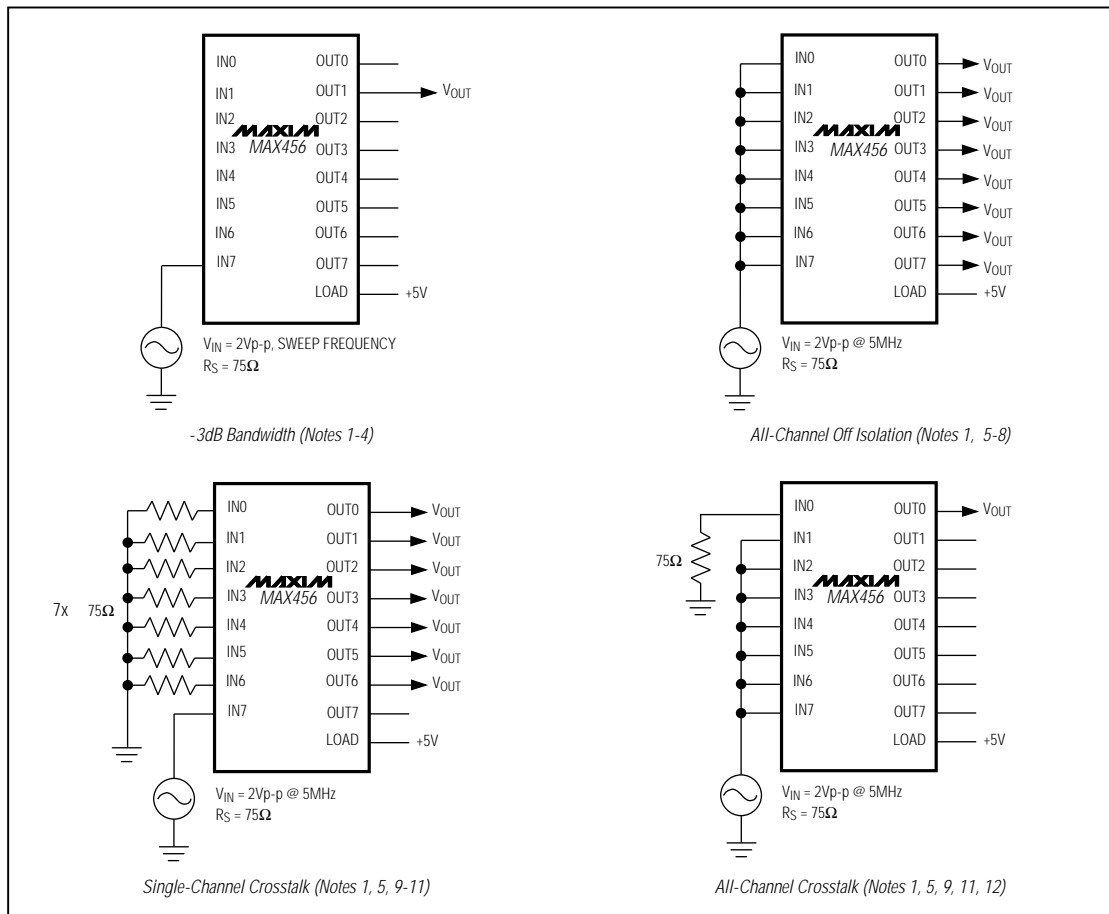 IN0 OUT0
IN1 OUT1 VOUT
IN2 OUT2
MAXIM
MAX456
IN3 OUT3
IN4 OUT4
IN5 OUT5
IN6 OUT6
IN7 OUT7
LOAD +5V
VIN = 2Vp-p, SWEEP FREQUENCY
RS = 75Ω
-3dB Bandwidth (Notes 1-4)
IN0 OUT0 VOUT
IN1 OUT1 VOUT
IN2 OUT2 VOUT
MAXIM
MAX456
IN3 OUT3 VOUT
IN4 OUT4 VOUT
IN5 OUT5 VOUT
IN6 OUT6 VOUT
IN7 OUT7 VOUT
LOAD +5V
VIN = 2Vp-p @ 5MHz
RS = 75Ω
All-Channel Off Isolation (Notes 1, 5-8)
IN0 OUT0 VOUT
IN1 OUT1 VOUT
IN2 OUT2 VOUT
MAXIM
MAX456
7x 75Ω
IN3 OUT3 VOUT
IN4 OUT4 VOUT
IN5 OUT5 VOUT
IN6 OUT6 VOUT
IN7 OUT7
LOAD +5V
VIN = 2Vp-p @ 5MHz
RS = 75Ω
Single-Channel Crosstalk (Notes 1, 5, 9-11)
IN0 OUT0 VOUT
IN1 OUT1
75Ω
IN2 OUT2
MAXIM
MAX456
IN3 OUT3
IN4 OUT4
IN5 OUT5
IN6 OUT6
IN7 OUT7
LOAD +5V
VIN = 2Vp-p @ 5MHz
RS = 75Ω
All-Channel Crosstalk (Notes 1, 5, 9, 11, 12)